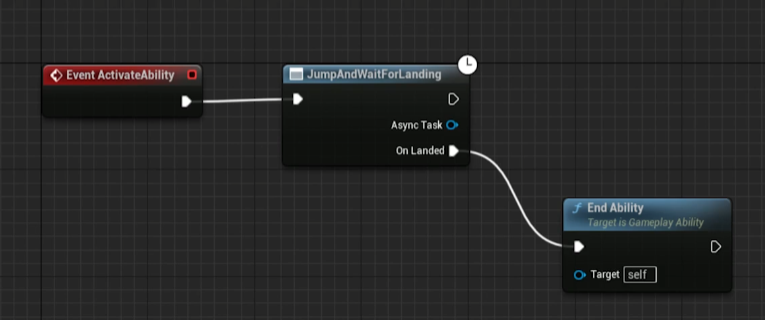 Event ActivateAbility
JumpAndWaitForLanding
Async Task
On Landed
f End Ability
Target is Gameplay Ability
Target self